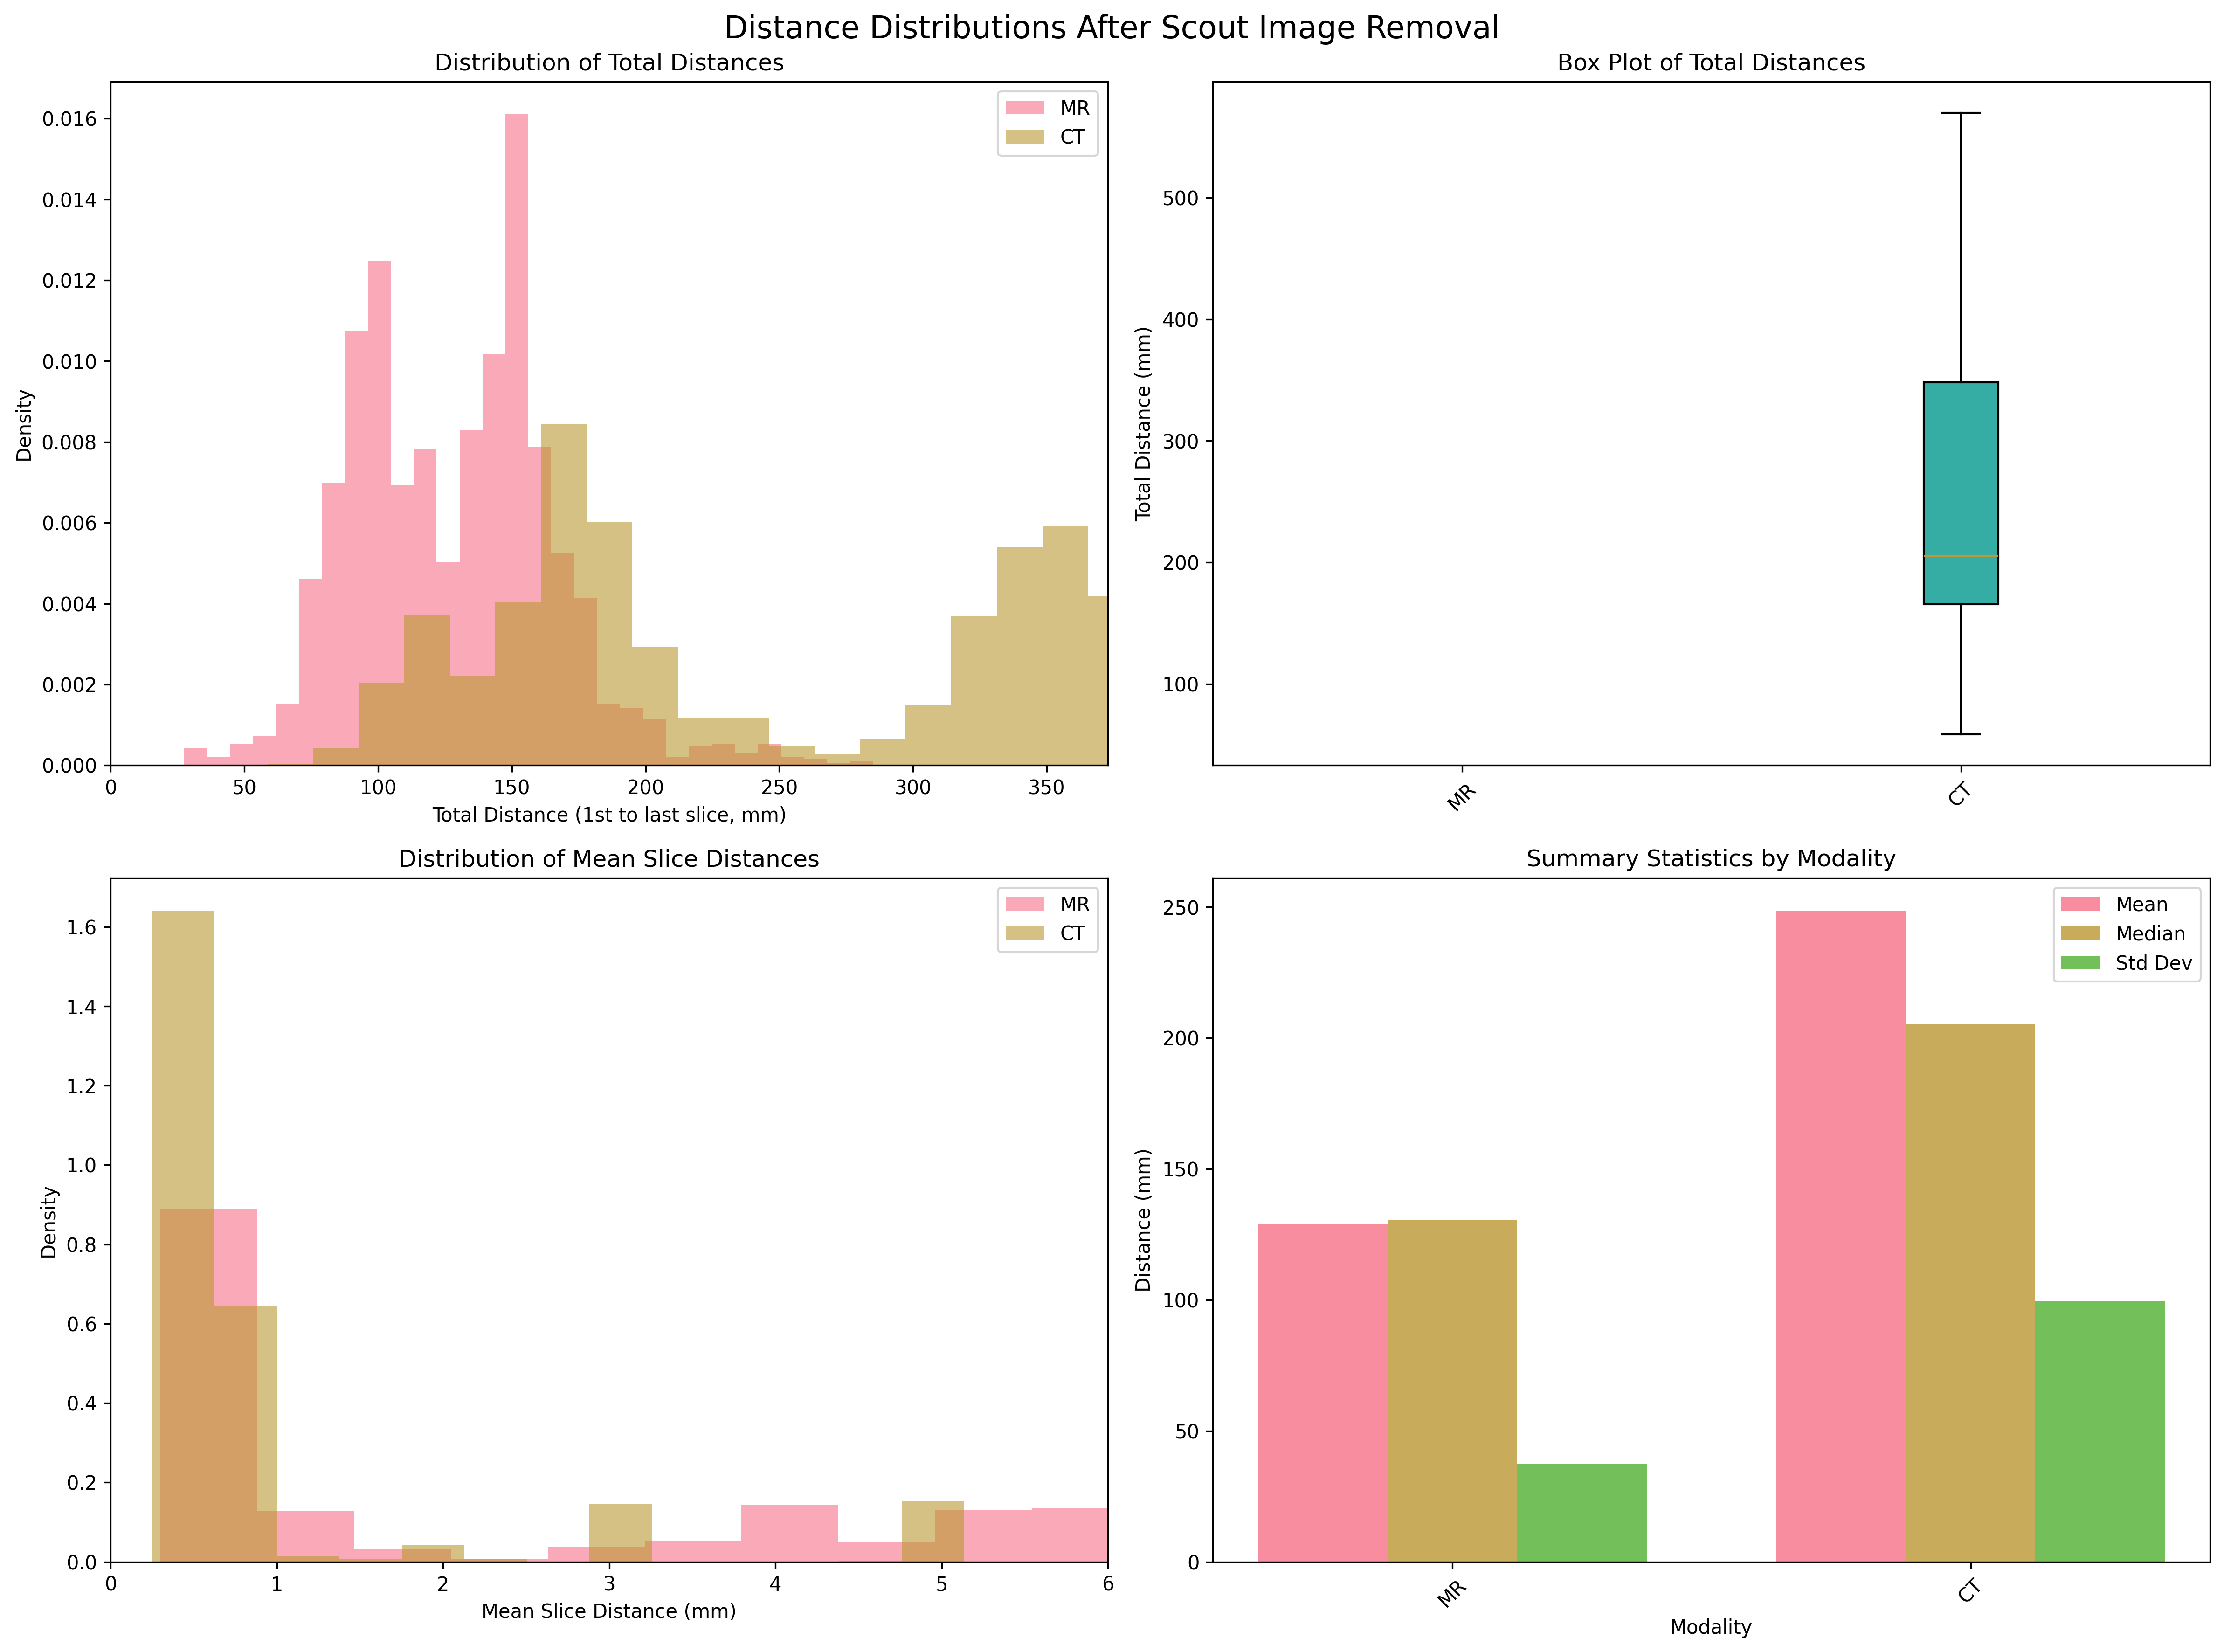 Distance Distributions After Scout Image Removal
Distribution of Total Distances
Density
0.016
0.014
0.012
0.010
0.008
0.006
0.004
0.002
0.000
0 50 100 150 200 250 300 350
Total Distance (1st to last slice, mm)
MR
CT
Box Plot of Total Distances
Total Distance (mm)
500
400
300
200
100
MR CT
Distribution of Mean Slice Distances
Density
1.6
1.4
1.2
1.0
0.8
0.6
0.4
0.2
0.0
0 1 2 3 4 5 6
Mean Slice Distance (mm)
MR
CT
Summary Statistics by Modality
Distance (mm)
250
200
150
100
50
0
MR CT
Modality
Mean
Median
Std Dev